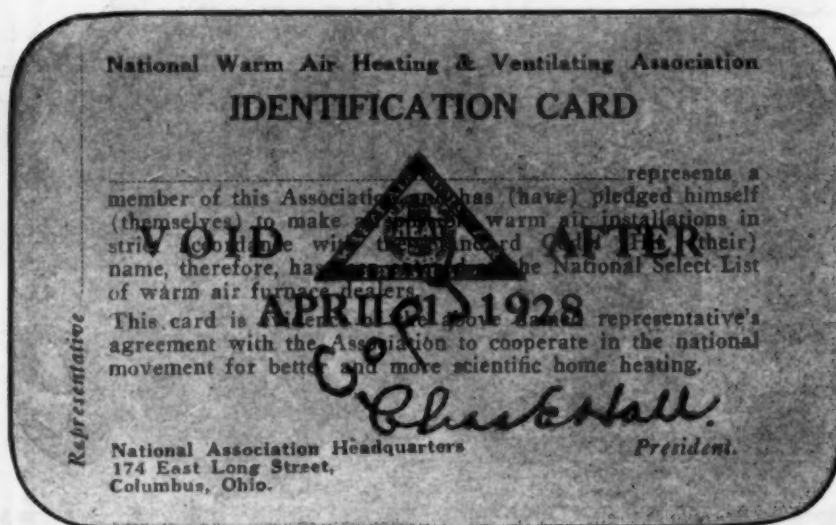 National Warm Air Heating & Ventilating Association
IDENTIFICATION CARD
represents a
member of this Association and has (have) pledged himself
(themselves) to make warm air installations in
strict accordance with the Standard Code. (their)
name, therefore, has the National Select List
of warm air furnace dealers.
VOID AFTER
APRIL 1, 1928
This card is evidence of the above named representative's
agreement with the Association to cooperate in the national
movement for better and more scientific home heating.
Copy
Chas E Hall.
President.
National Association Headquarters
174 East Long Street,
Columbus, Ohio.
Representative